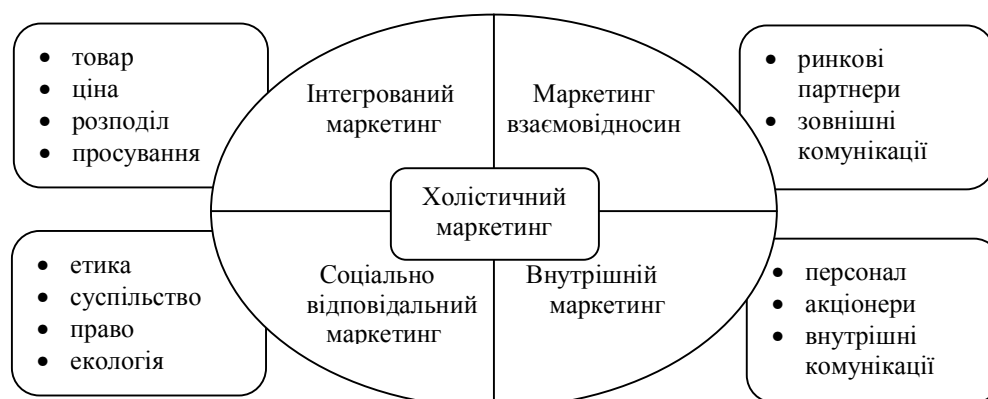 • товар
• ціна
• розподіл
• просування
Інтегрований
маркетинг
Маркетинг
взаємовідносин
• ринкові
партнери
• зовнішні
комунікації
Холістичний
маркетинг
• етика
• суспільство
• право
• екологія
Соціально
відповідальний
маркетинг
Внутрішній
маркетинг
• персонал
• акціонери
• внутрішні
комунікації